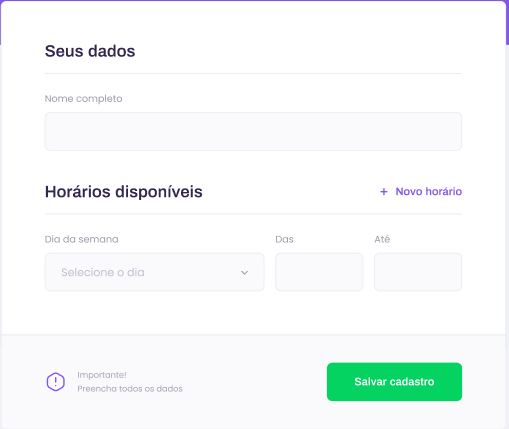 Seus dados
Nome completo
Horários disponíveis
+ Novo horário
Dia da semana
Das
Até
Selecione o dia
Importante!
Preencha todos os dados
Salvar cadastro